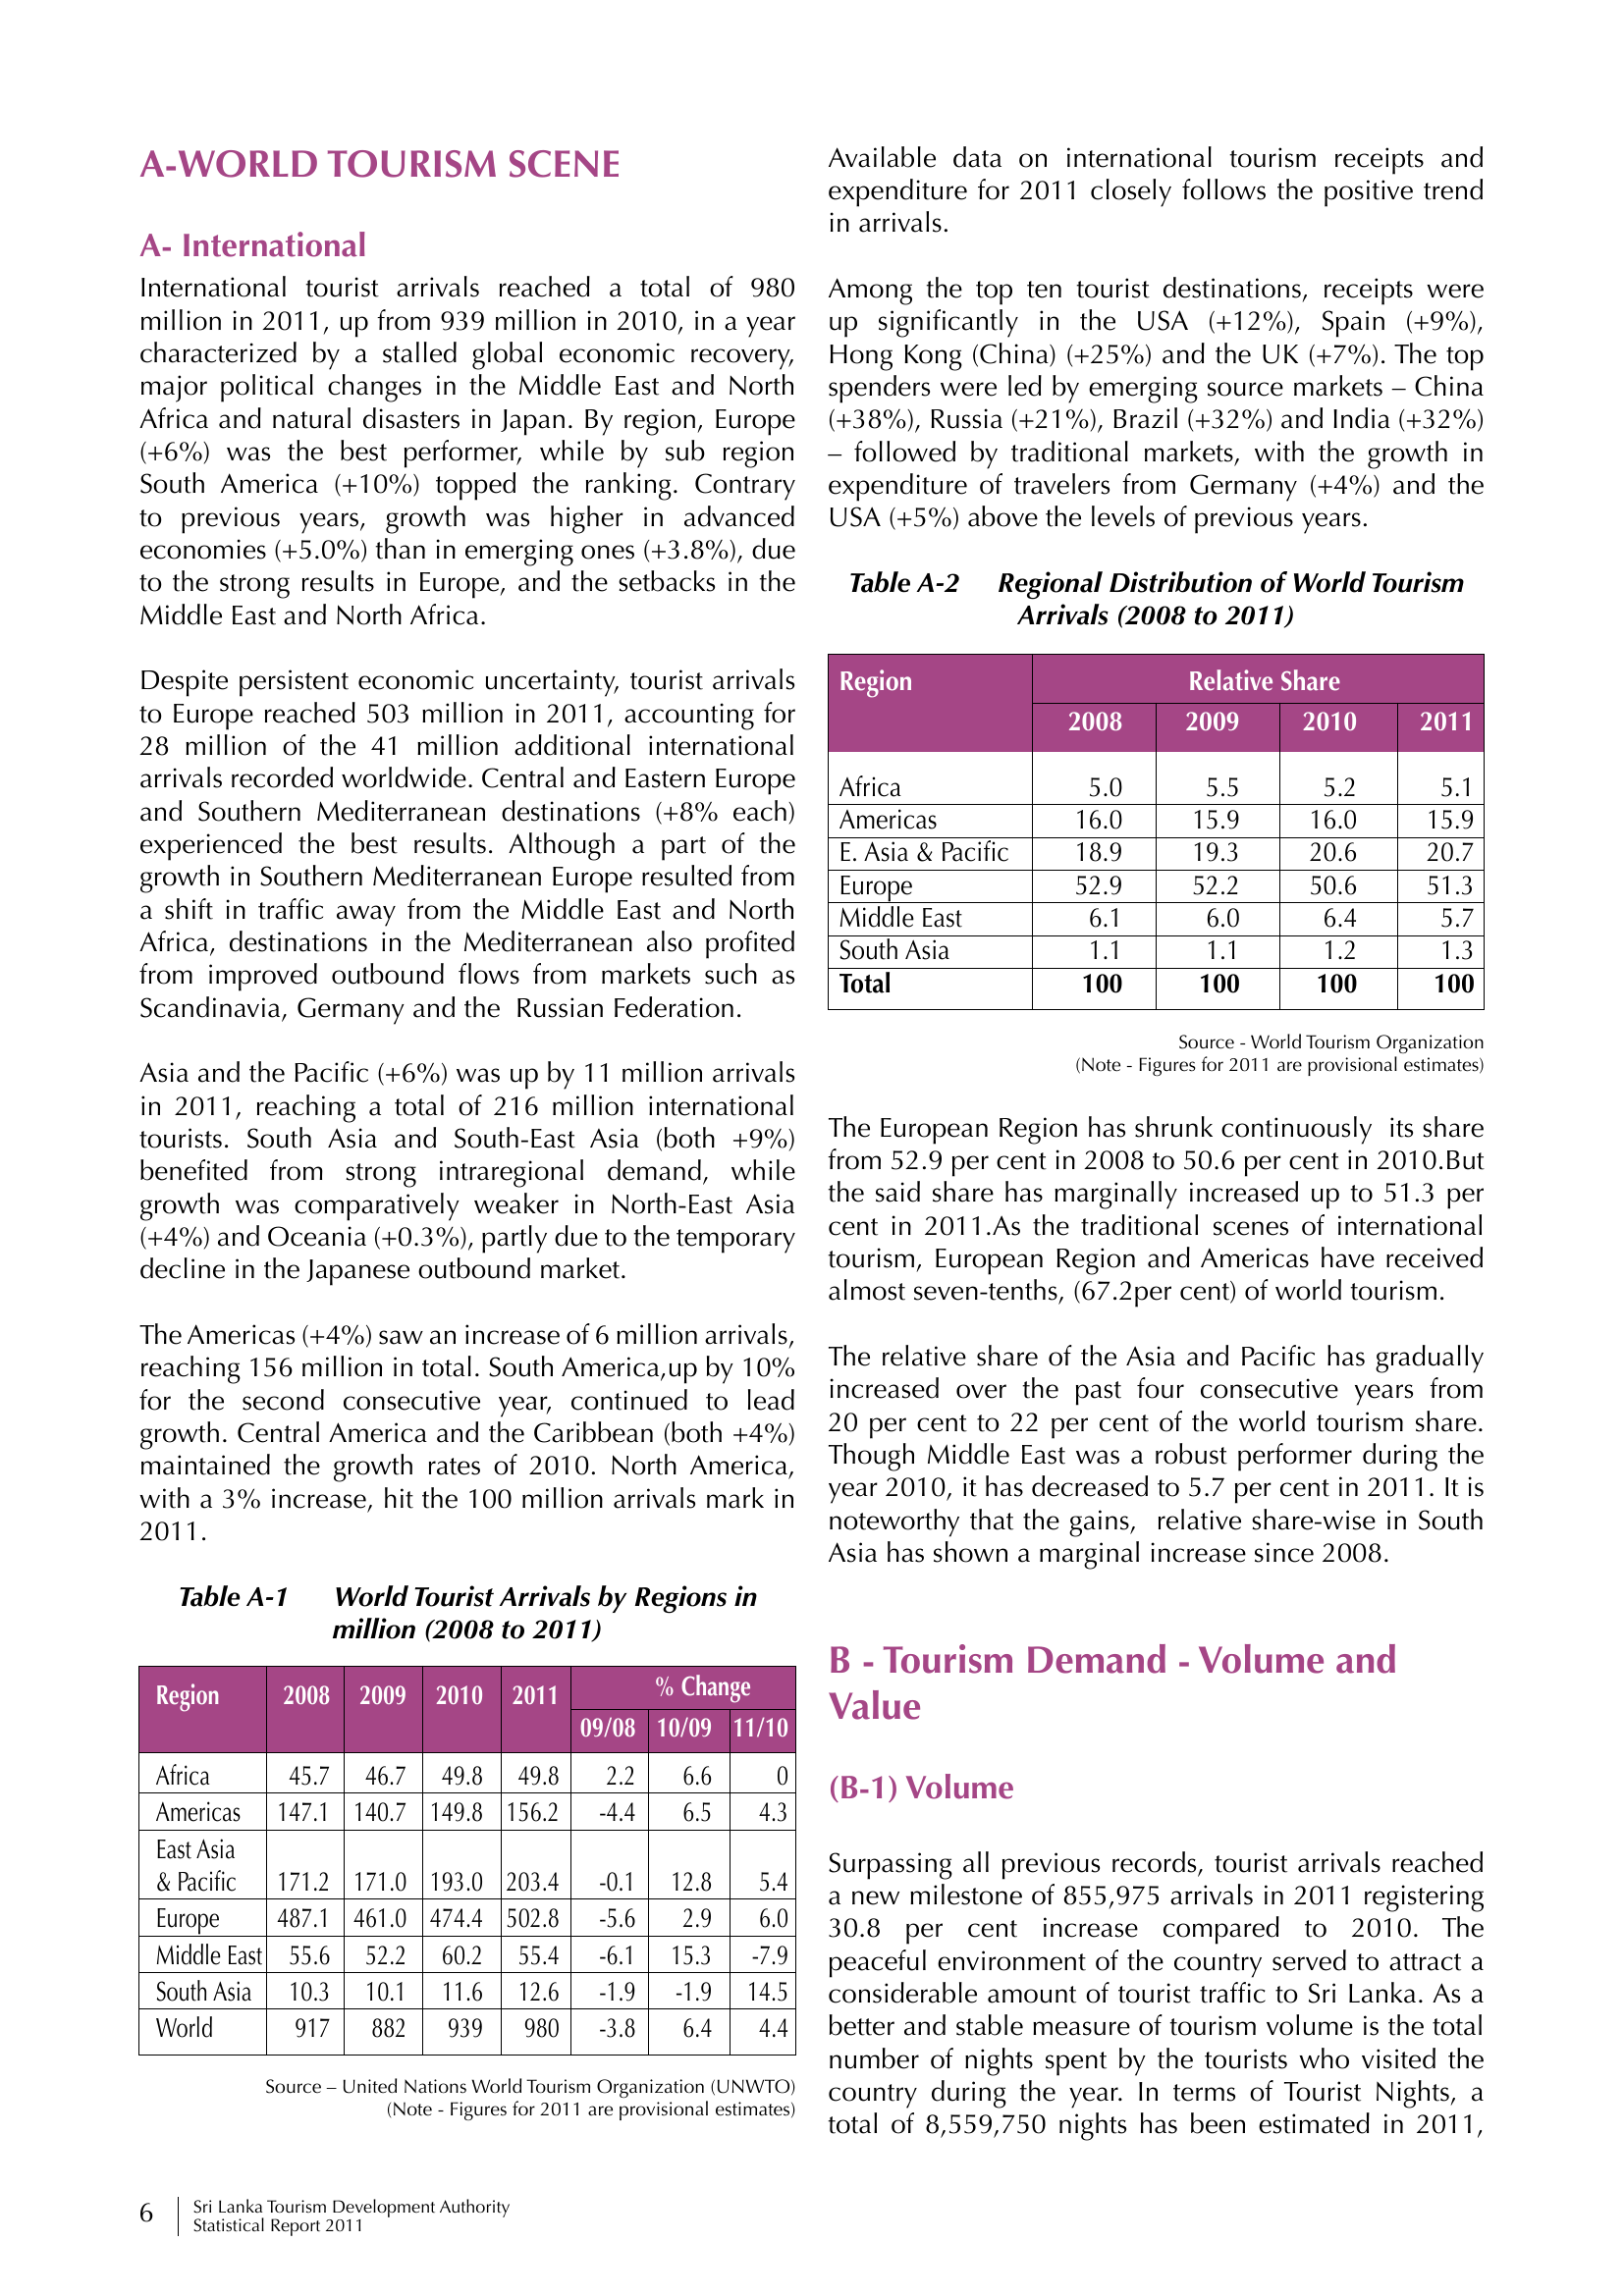 A-WORLD TOURISM SCENE
A- International
International tourist arrivals reached a total of 980
million in 2011, up from 939 million in 2010, in a year
characterized by a stalled global economic recovery,
major political changes in the Middle East and North
Africa and natural disasters in Japan. By region, Europe
(+6%) was the best performer, while by sub region
South America (+10%) topped the ranking. Contrary
to previous years, growth was higher in advanced
economies (+5.0%) than in emerging ones (+3.8%), due
to the strong results in Europe, and the setbacks in the
Middle East and North Africa.
Despite persistent economic uncertainty, tourist arrivals
to Europe reached 503 million in 2011, accounting for
28 million of the 41 million additional international
arrivals recorded worldwide. Central and Eastern Europe
and Southern Mediterranean destinations (+8% each)
experienced the best results. Although a part of the
growth in Southern Mediterranean Europe resulted from
a shift in traffic away from the Middle East and North
Africa, destinations in the Mediterranean also profited
from improved outbound flows from markets such as
Scandinavia, Germany and the Russian Federation.
Asia and the Pacific (+6%) was up by 11 million arrivals
in 2011, reaching a total of 216 million international
tourists. South Asia and South-East Asia (both +9%)
benefited from strong intraregional demand, while
growth was comparatively weaker in North-East Asia
(+4%) and Oceania (+0.3%), partly due to the temporary
decline in the Japanese outbound market.
The Americas (+4%) saw an increase of 6 million arrivals,
reaching 156 million in total. South America,up by 10%
for the second consecutive year, continued to lead
growth. Central America and the Caribbean (both +4%)
maintained the growth rates of 2010. North America,
with a 3% increase, hit the 100 million arrivals mark in
2011.
Table A-1 World Tourist Arrivals by Regions in
million (2008 to 2011)
Region 2008 2009 2010 2011 % Change
09/08 10/09 11/10
Africa 45.7 46.7 49.8 49.8 2.2 6.6 0
Americas 147.1 140.7 149.8 156.2 -4.4 6.5 4.3
East Asia
& Pacific 171.2 171.0 193.0 203.4 -0.1 12.8 5.4
Europe 487.1 461.0 474.4 502.8 -5.6 2.9 6.0
Middle East 55.6 52.2 60.2 55.4 -6.1 15.3 -7.9
South Asia 10.3 10.1 11.6 12.6 -1.9 -1.9 14.5
World 917 882 939 980 -3.8 6.4 4.4
Source – United Nations World Tourism Organization (UNWTO)
(Note - Figures for 2011 are provisional estimates)
Available data on international tourism receipts and
expenditure for 2011 closely follows the positive trend
in arrivals.
Among the top ten tourist destinations, receipts were
up significantly in the USA (+12%), Spain (+9%),
Hong Kong (China) (+25%) and the UK (+7%). The top
spenders were led by emerging source markets – China
(+38%), Russia (+21%), Brazil (+32%) and India (+32%)
– followed by traditional markets, with the growth in
expenditure of travelers from Germany (+4%) and the
USA (+5%) above the levels of previous years.
Table A-2 Regional Distribution of World Tourism
Arrivals (2008 to 2011)
Region Relative Share
2008 2009 2010 2011
Africa 5.0 5.5 5.2 5.1
Americas 16.0 15.9 16.0 15.9
E. Asia & Pacific 18.9 19.3 20.6 20.7
Europe 52.9 52.2 50.6 51.3
Middle East 6.1 6.0 6.4 5.7
South Asia 1.1 1.1 1.2 1.3
Total 100 100 100 100
Source - World Tourism Organization
(Note - Figures for 2011 are provisional estimates)
The European Region has shrunk continuously its share
from 52.9 per cent in 2008 to 50.6 per cent in 2010.But
the said share has marginally increased up to 51.3 per
cent in 2011.As the traditional scenes of international
tourism, European Region and Americas have received
almost seven-tenths, (67.2per cent) of world tourism.
The relative share of the Asia and Pacific has gradually
increased over the past four consecutive years from
20 per cent to 22 per cent of the world tourism share.
Though Middle East was a robust performer during the
year 2010, it has decreased to 5.7 per cent in 2011. It is
noteworthy that the gains, relative share-wise in South
Asia has shown a marginal increase since 2008.
B - Tourism Demand - Volume and
Value
(B-1) Volume
Surpassing all previous records, tourist arrivals reached
a new milestone of 855,975 arrivals in 2011 registering
30.8 per cent increase compared to 2010. The
peaceful environment of the country served to attract a
considerable amount of tourist traffic to Sri Lanka. As a
better and stable measure of tourism volume is the total
number of nights spent by the tourists who visited the
country during the year. In terms of Tourist Nights, a
total of 8,559,750 nights has been estimated in 2011,
6 Sri Lanka Tourism Development Authority
Statistical Report 2011